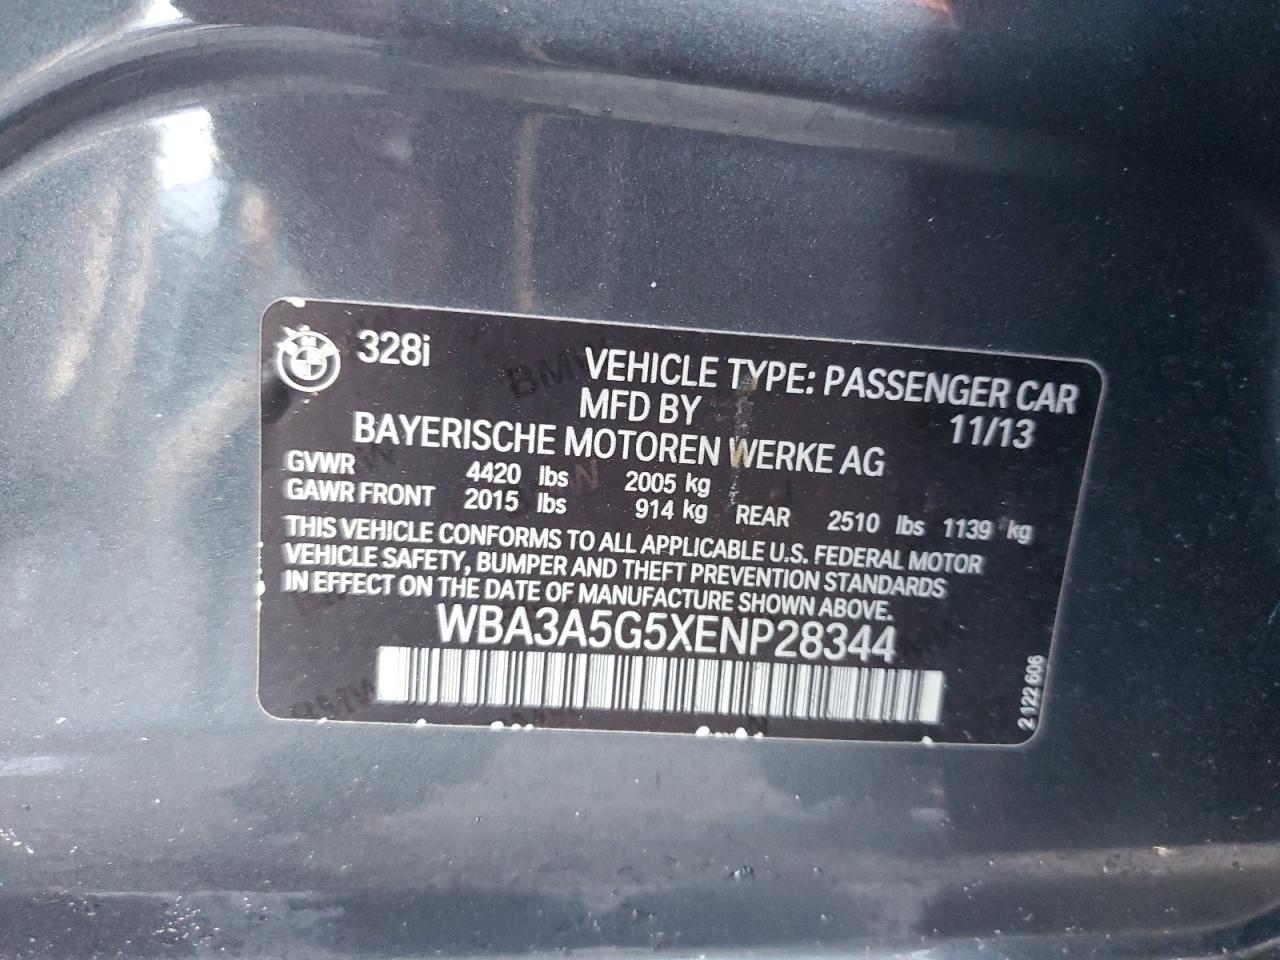 328i
VEHICLE TYPE: PASSENGER CAR
MFD BY 11/13
BAYERISCHE MOTOREN WERKE AG
GVWR 4420 lbs 2005 kg
GAWR FRONT 2015 lbs 914 kg REAR 2510 lbs 1139 kg
THIS VEHICLE CONFORMS TO ALL APPLICABLE U.S. FEDERAL MOTOR
VEHICLE SAFETY, BUMPER AND THEFT PREVENTION STANDARDS
IN EFFECT ON THE DATE OF MANUFACTURE SHOWN ABOVE.
WBA3A5G5XENP28344
2 122 606